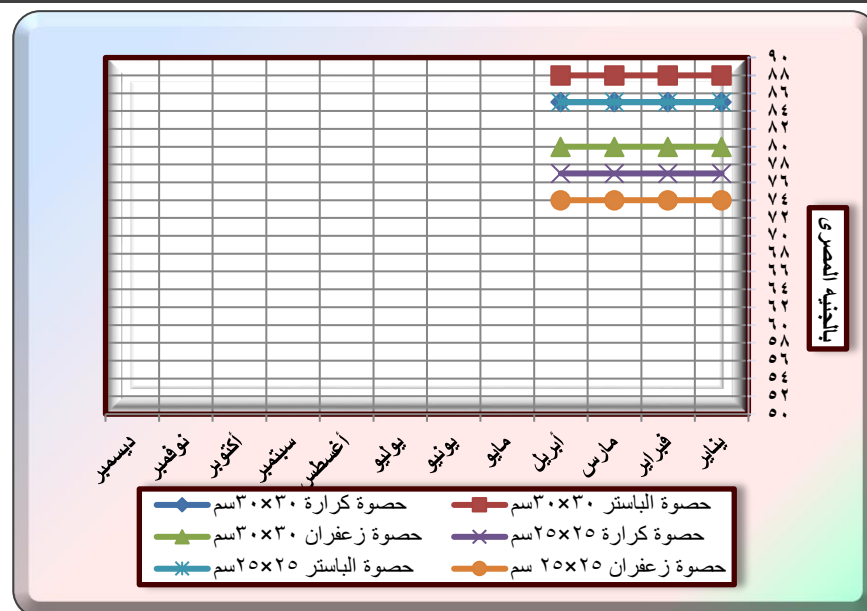 ٩٠
٨٨
٨٦
٨٤
٨٢
٨٠
٧٨
٧٦
٧٤
٧٢
٧٠
٦٨
٦٦
٦٤
٦٢
٦٠
٥٨
٥٦
٥٤
٥٢
٥٠
بالجنيه المصرى
يناير
فبراير
مارس
أبريل
مايو
يونيو
يوليو
أغسطس
سبتمبر
أكتوبر
نوفمبر
ديسمبر
حصوة الباستر ٣٠×٣٠سم
حصوة كرارة ٣٠×٣٠سم
حصوة كرارة ٢٥×٢٥سم
حصوة زعفران ٣٠×٣٠سم
حصوة زعفران ٢٥×٢٥ سم
حصوة الباستر ٢٥×٢٥سم